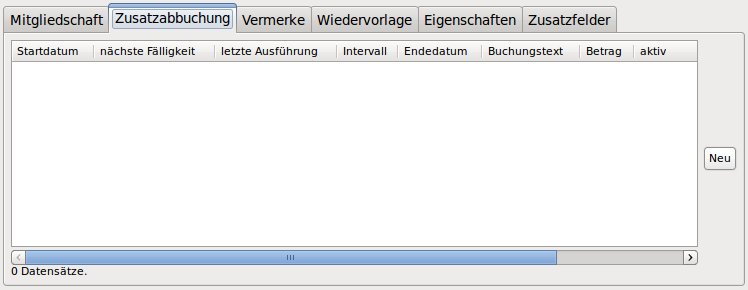 Mitgliedschaft Zusatzabbuchung Vermerke Wiedervorlage Eigenschaften Zusatzfelder
Startdatum nächste Fälligkeit letzte Ausführung Intervall Endedatum Buchungstext Betrag aktiv
Neu
0 Datensätze.